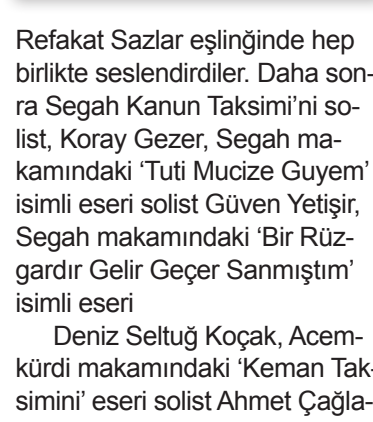 Refakat Sazlar eşlinğinde hep
birlikte seslendirdiler. Daha son-
ra Segah Kanun Taksimi’ni so-
list, Koray Gezer, Segah ma-
kamındaki ‘Tuti Mucize Guyem’
isimli eseri solist Güven Yetişir,
Segah makamındaki ‘Bir Rüz-
gardır Gelir Geçer Sanmıştım’
isimli eseri
Deniz Seltuğ Koçak, Acem-
kürdi makamındaki ‘Keman Tak-
simini’ eseri solist Ahmet Çağla-